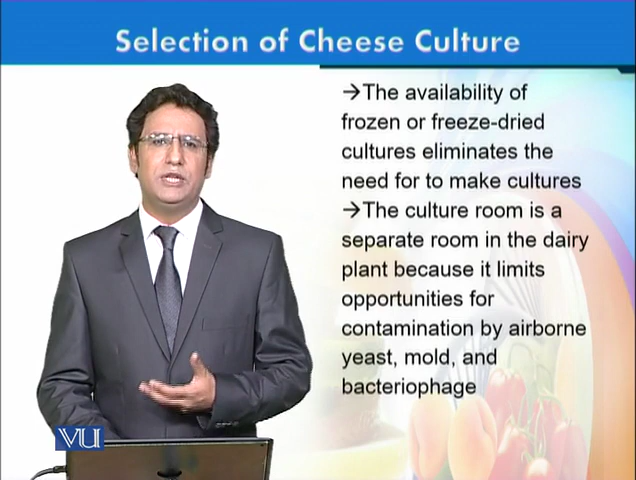 Selection of Cheese Culture
→The availability of
frozen or freeze-dried
cultures eliminates the
need for to make cultures
→The culture room is a
separate room in the dairy
plant because it limits
opportunities for
contamination by airborne
yeast, mold, and
bacteriophage
VU